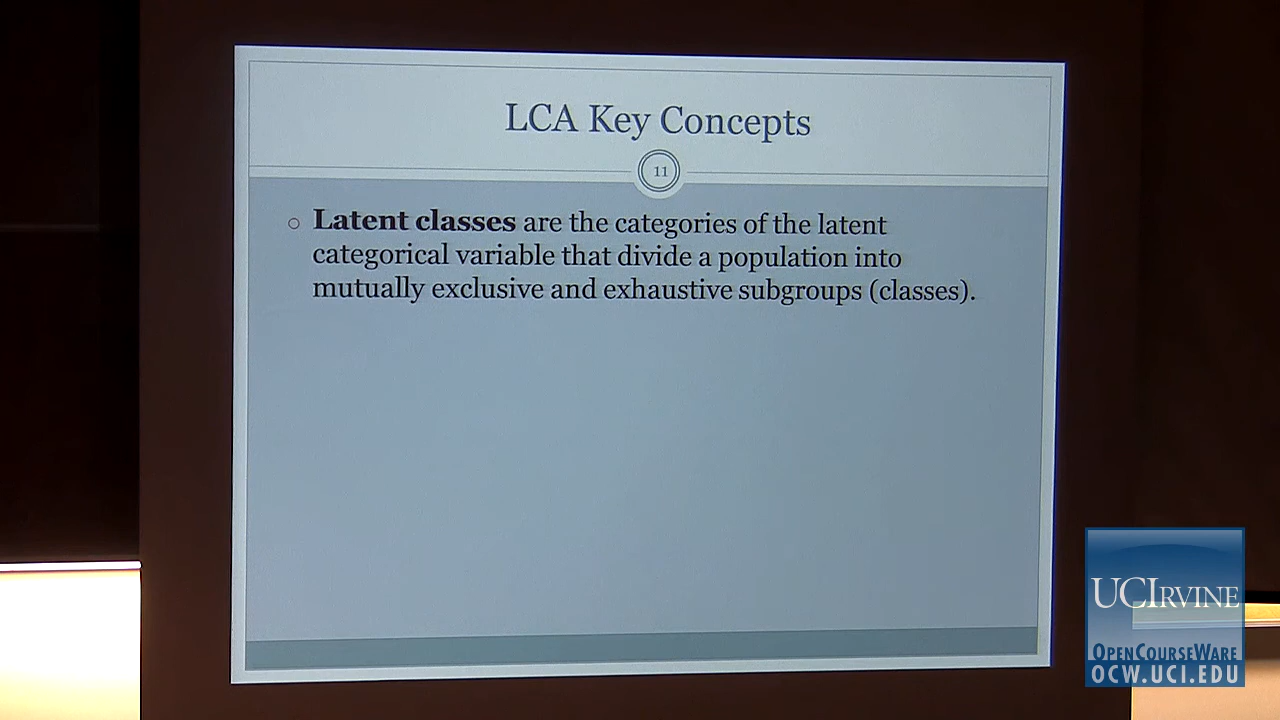 LCA Key Concepts
11
○ Latent classes are the categories of the latent
categorical variable that divide a population into
mutually exclusive and exhaustive subgroups (classes).
UCIRVINE
OPENCOURSEWARE
OCW.UCI.EDU